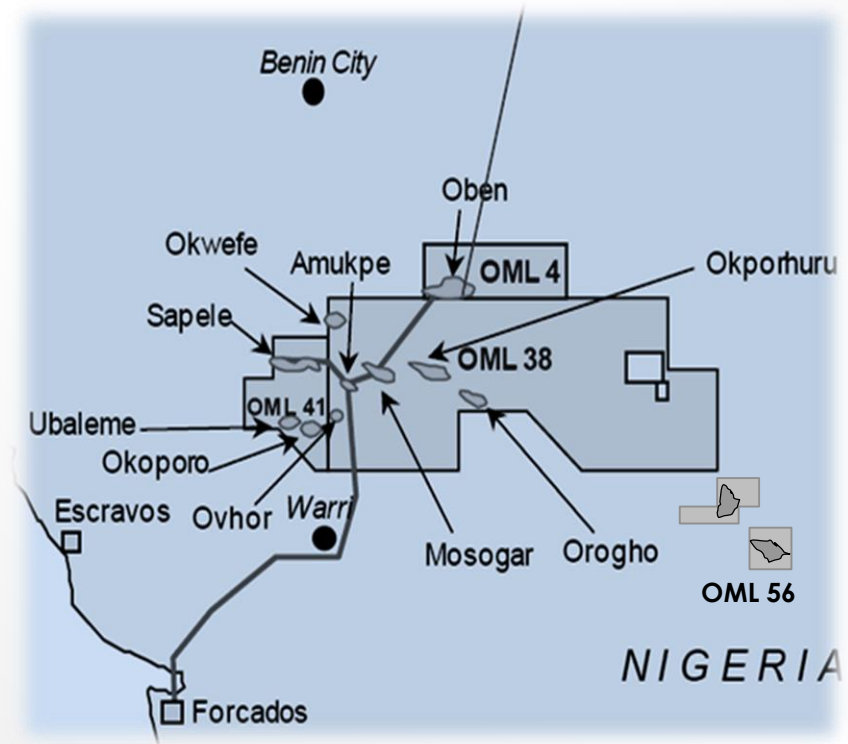 Benin City
Oben
Okwefe
Amukpe
OML 4
Okporhuru
Sapele
OML 38
OML 41
Ubaleme
Okoporo
Escravos
Ovhor
Warri
Mosogar
Orogho
OML 56
NIGERIA
Forcados